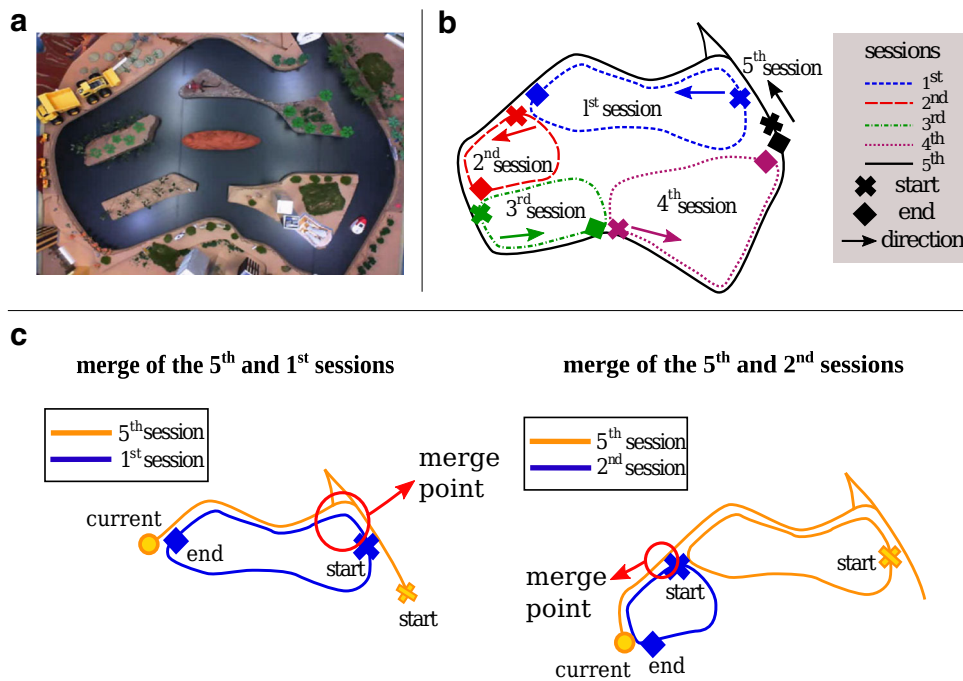 a
b
5th session
1st session
2nd session
3rd session
4th session
sessions
1st
2nd
3rd
4th
5th
start
end
direction
c
merge of the 5th and 1st sessions
5th session
1st session
merge
point
current
end
start
start
merge of the 5th and 2nd sessions
5th session
2nd session
merge
point
start
start
current
end